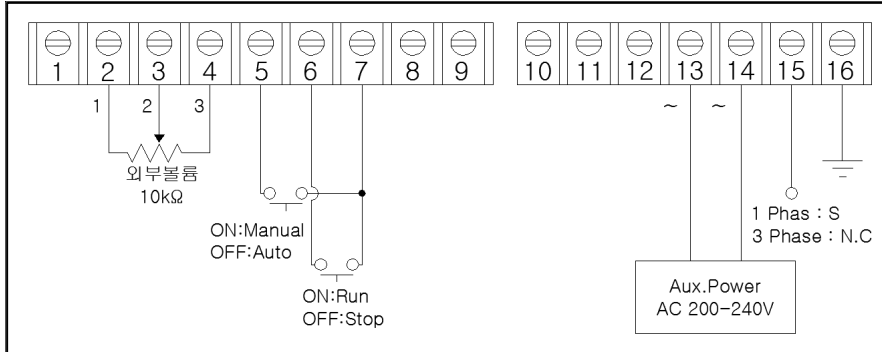 1 2 3 4 5 6 7 8 9 10 11 12 13 14 15 16
1 2 3 ~ ~
외부볼륨
10kΩ
1 Phas : S
3 Phase : N.C
ON:Manual
OFF:Auto
Aux.Power
AC 200-240V
ON:Run
OFF:Stop